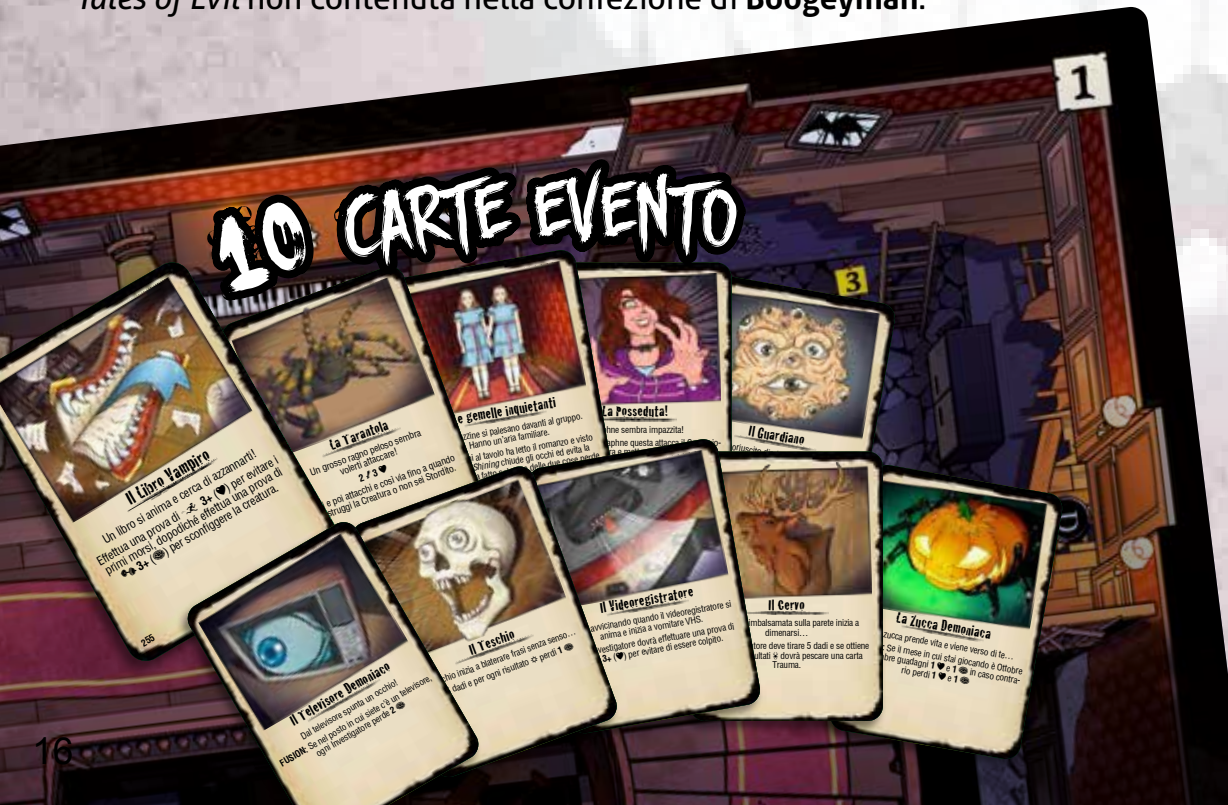 Tales of Evil non contenuta nella confezione di Boogeyman.
1
10 CARTE EVENTO
3
Il Libro Vampiro
Un libro si anima e cerca di azzannarti!
Effettua una prova di 3+ (♥) per evitare i
primi morsi, dopodiché effettua una prova di
3+ ( ) per sconfiggere la creatura.
255
La Tarantola
Un grosso ragno peloso sembra
volerti attaccare!
2 / 3 ♥
e poi attacchi e così via fino a quando
struggi la Creatura o non sei Stordito.
e gemelle inquietanti
zzine si palesano davanti al gruppo.
Hanno un'aria familiare.
i al tavolo ha letto il romanzo e visto
Shining chiude gli occhi ed evita la
delle due cose perde
La Posseduta!
hne sembra impazzita!
aphne questa attacca il
Il Guardiano
Il Televisore Demoniaco
Dal televisore spunta un occhio!
FUSION: Se nel posto in cui siete c'è un televisore,
ogni Investigatore perde 2
Il Teschio
hio inizia a blaterare frasi senza senso…
dadi e per ogni risultato perdi 1
Il Videoregistratore
avvicinando quando il videoregistratore si
anima e inizia a vomitare VHS.
vestigatore dovrà effettuare una prova di
3+ (♥) per evitare di essere colpito.
Il Cervo
imbalsamata sulla parete inizia a
dimenarsi…
tore deve tirare 5 dadi e se ottiene
sultati dovrà pescare una carta
Trauma.
La Zucca Demoniaca
zucca prende vita e viene verso di te…
: Se il mese in cui stai giocando è Ottobre
bre guadagni 1 ♥ e 1 in caso contra-
rio perdi 1 ♥ e 1
D
16